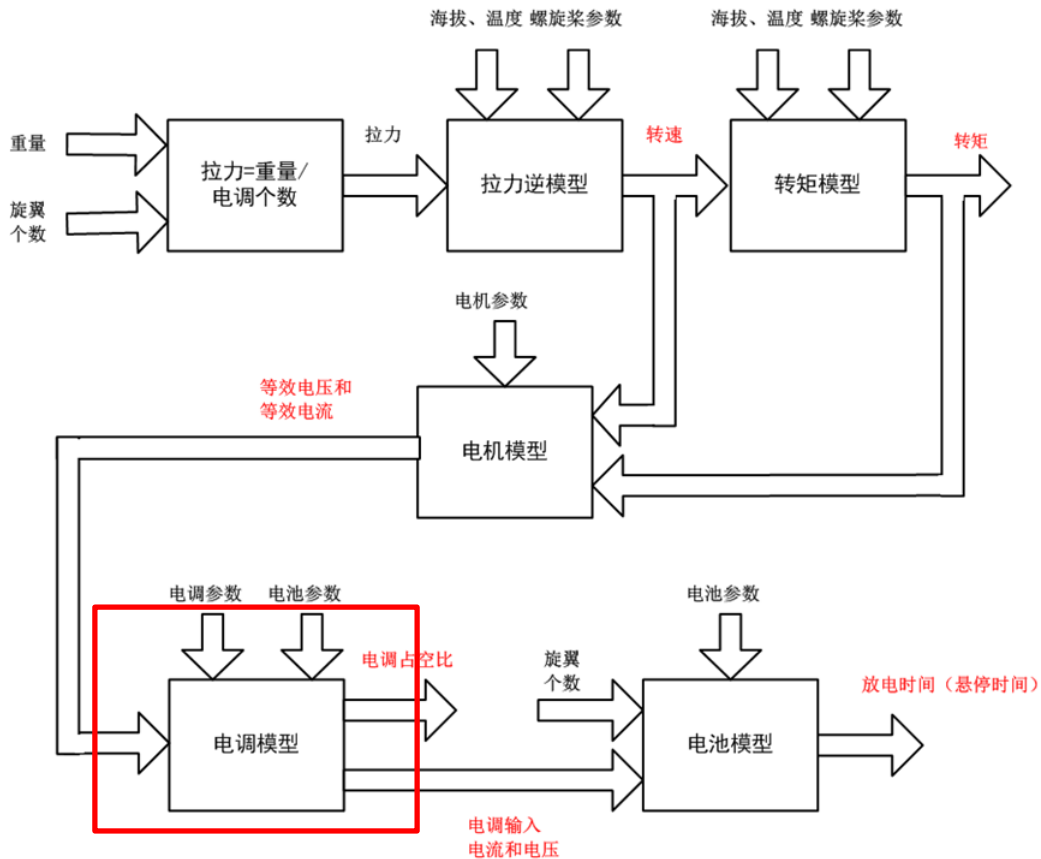 海拔、温度 螺旋桨参数
海拔、温度 螺旋桨参数
重量
旋翼
个数
拉力=重量/
电调个数
拉力
拉力逆模型
转速
转矩模型
转矩
电机参数
等效电压和
等效电流
电机模型
电调参数
电池参数
电调占空比
电调模型
旋翼
个数
电池参数
电池模型
放电时间（悬停时间）
电调输入
电流和电压